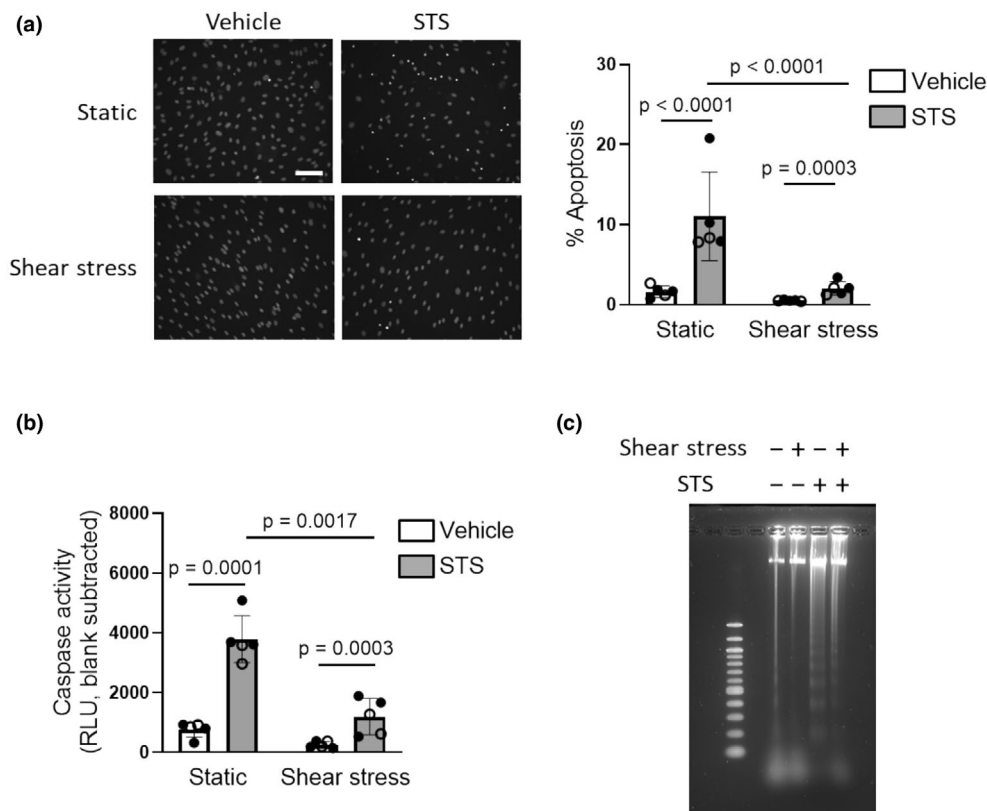 (a)
Vehicle STS
Static
Shear stress
% Apoptosis
30
20
10
0
p < 0.0001
p < 0.0001
p = 0.0003
Vehicle
STS
Static Shear stress
(b)
Caspase activity
(RLU, blank subtracted)
8000
6000
4000
2000
0
p = 0.0017
p = 0.0001
p = 0.0003
Vehicle
STS
Static Shear stress
(c)
Shear stress − + − +
STS − − + +